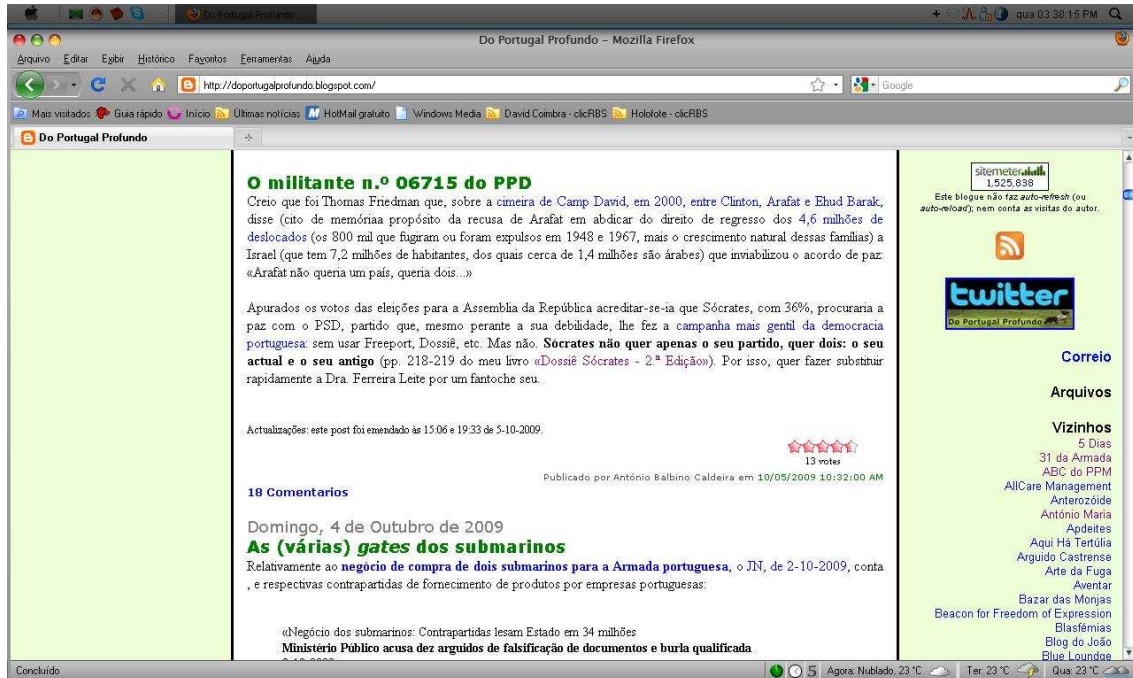 Do Portugal Profundo ...
qua 03:38:16 PM
Do Portugal Profundo - Mozilla Firefox
Arquivo Editar Exibir Histórico Favoritos Ferramentas Ajuda
http://doportugalprofundo.blogspot.com/
Google
Mais visitados Guia rápido Início Últimas notícias HotMail gratuito Windows Media David Coimbra - clicRBS Holofote - clicRBS
Do Portugal Profundo
O militante n.º 06715 do PPD
Creio que foi Thomas Friedman que, sobre a cimeira de Camp David, em 2000, entre Clinton, Arafat e Ehud Barak,
disse (cito de memóriaa propósito da recusa de Arafat em abdicar do direito de regresso dos 4,6 milhões de
deslocados (os 800 mil que fugiram ou foram expulsos em 1948 e 1967, mais o crescimento natural dessas famílias) a
Israel (que tem 7,2 milhões de habitantes, dos quais cerca de 1,4 milhões são árabes) que inviabilizou o acordo de paz:
«Arafat não queria um país, queria dois...»
Apurados os votos das eleições para a Assemblia da República acreditar-se-ia que Sócrates, com 36%, procuraria a
paz com o PSD, partido que, mesmo perante a sua debilidade, lhe fez a campanha mais gentil da democracia
portuguesa: sem usar Freeport, Dossiê, etc. Mas não. Sócrates não quer apenas o seu partido, quer dois: o seu
actual e o seu antigo (pp. 218-219 do meu livro «Dossiê Sócrates - 2.ª Edição»). Por isso, quer fazer substituir
rapidamente a Dra. Ferreira Leite por um fantoche seu.
Actualizações: este post foi emendado às 15:06 e 19:33 de 5-10-2009.
13 votes
Publicado por António Balbino Caldeira em 10/05/2009 10:32:00 AM
18 Comentarios
Domingo, 4 de Outubro de 2009
As (várias) gates dos submarinos
Relativamente ao negócio de compra de dois submarinos para a Armada portuguesa, o JN, de 2-10-2009, conta
, e respectivas contrapartidas de fornecimento de produtos por empresas portuguesas:
«Negócio dos submarinos: Contrapartidas lesam Estado em 34 milhões
Ministério Público acusa dez arguidos de falsificação de documentos e burla qualificada
sitemeter
1,525,838
Este blogue não faz auto-refresh (ou
auto-reload); nem conta as visitas do autor.
twitter
Do Portugal Profundo
Correio
Arquivos
Vizinhos
5 Dias
31 da Armada
ABC do PPM
AllCare Management
Anterozóide
António Maria
Apdeites
Aqui Há Tertúlia
Arguido Castrense
Arte da Fuga
Aventar
Bazar das Monjas
Beacon for Freedom of Expression
Blasfémias
Blog do João
Blue Lounge
Concluído
5 Agora: Nublado, 23 °C Ter: 23 °C Qua: 23 °C